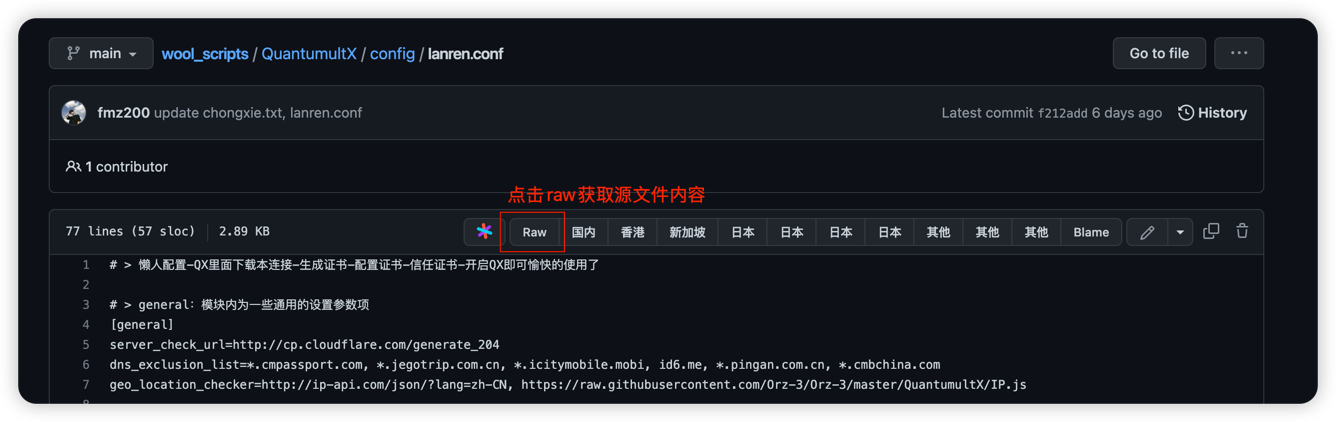 main wool_scripts / QuantumultX / config / lanren.conf Go to file ···
fmz200 update chongxie.txt, lanren.conf Latest commit f212add 6 days ago History
1 contributor
点击raw获取源文件内容
77 lines (57 sloc) 2.89 KB Raw 国内 香港 新加坡 日本 日本 日本 日本 其他 其他 其他 Blame
1 # > 懒人配置-QX里面下载本连接-生成证书-配置证书-信任证书-开启QX即可愉快的使用了
2
3 # > general：模块内为一些通用的设置参数项
4 [general]
5 server_check_url=http://cp.cloudflare.com/generate_204
6 dns_exclusion_list=*.cmpassport.com, *.jegotrip.com.cn, *.icitymobile.mobi, id6.me, *.pingan.com.cn, *.cmbchina.com
7 geo_location_checker=http://ip-api.com/json/?lang=zh-CN, https://raw.githubusercontent.com/Orz-3/Orz-3/master/QuantumultX/IP.js